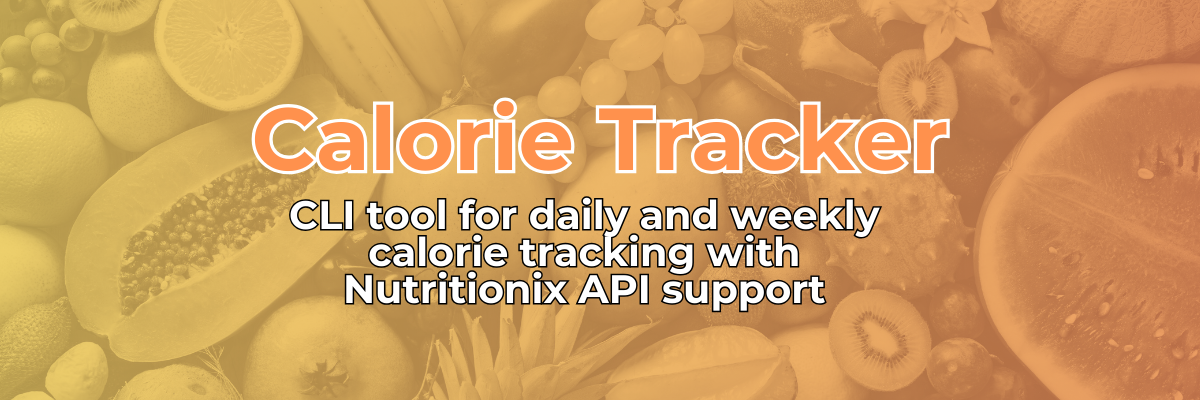 Calorie Tracker
CLI tool for daily and weekly
calorie tracking with
Nutritionix API support